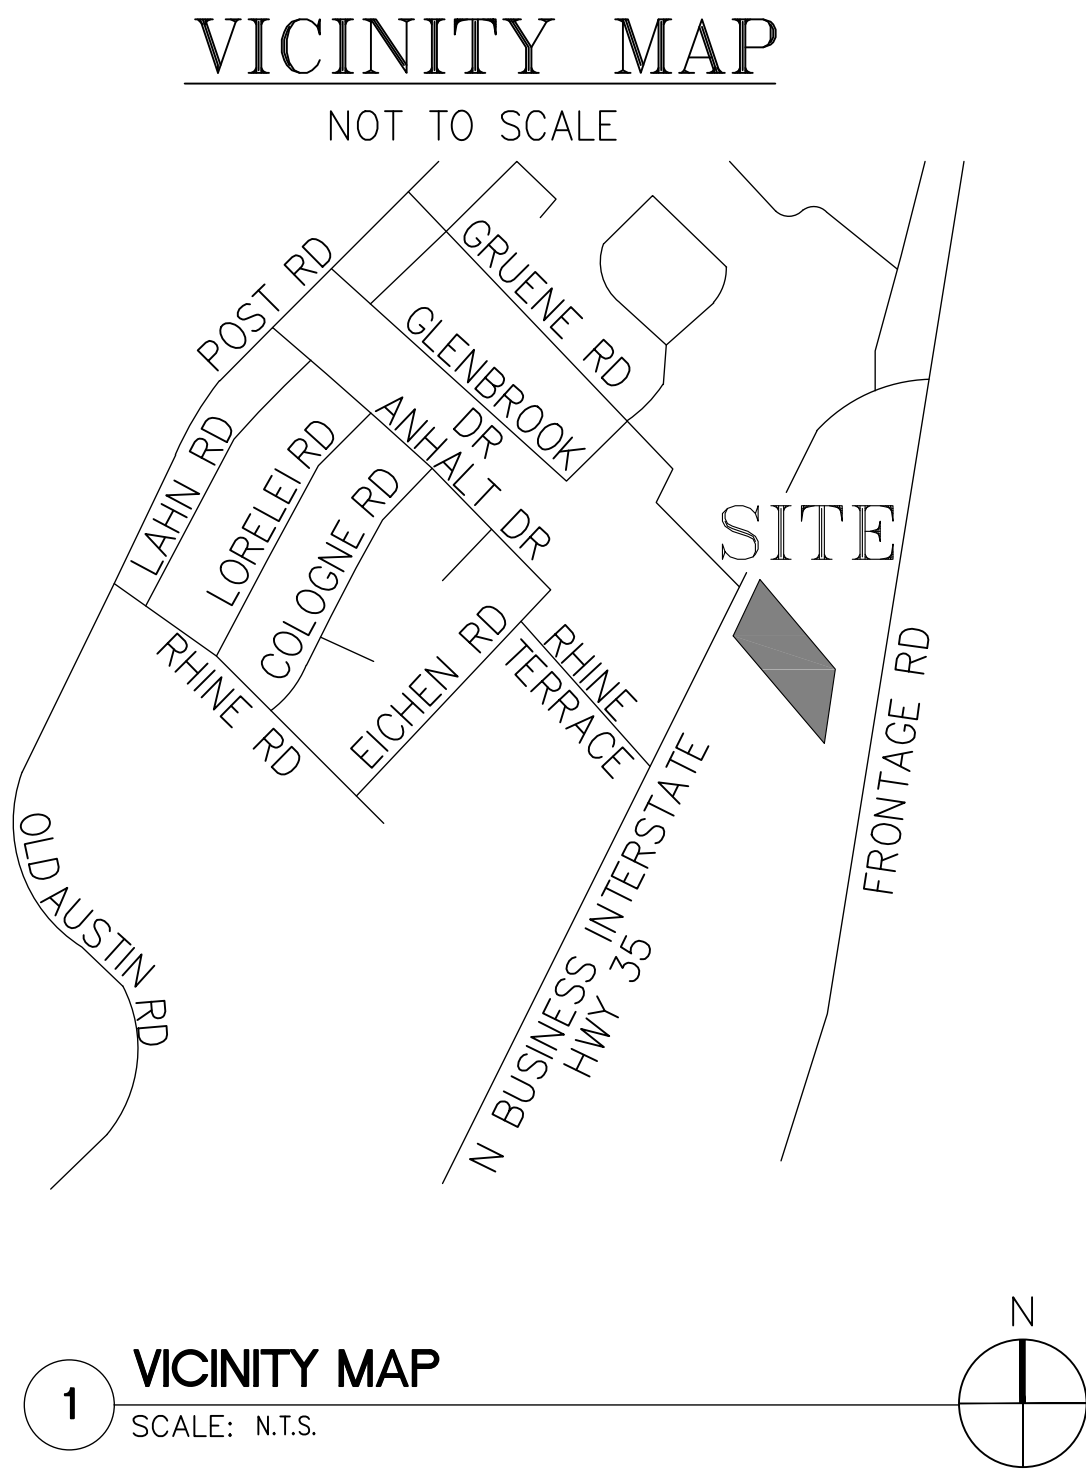 VICINITY MAP
NOT TO SCALE
POST RD
GRUENE RD
GLENBROOK
DR
ANHALT DR
LAHN RD
LORELEI RD
COLOGNE RD
SITE
RHINE RD
EICHEN RD
RHINE
TERRACE
FRONTAGE RD
OLD AUSTIN RD
N BUSINESS INTERSTATE
HWY 35
N
1
VICINITY MAP
SCALE: N.T.S.